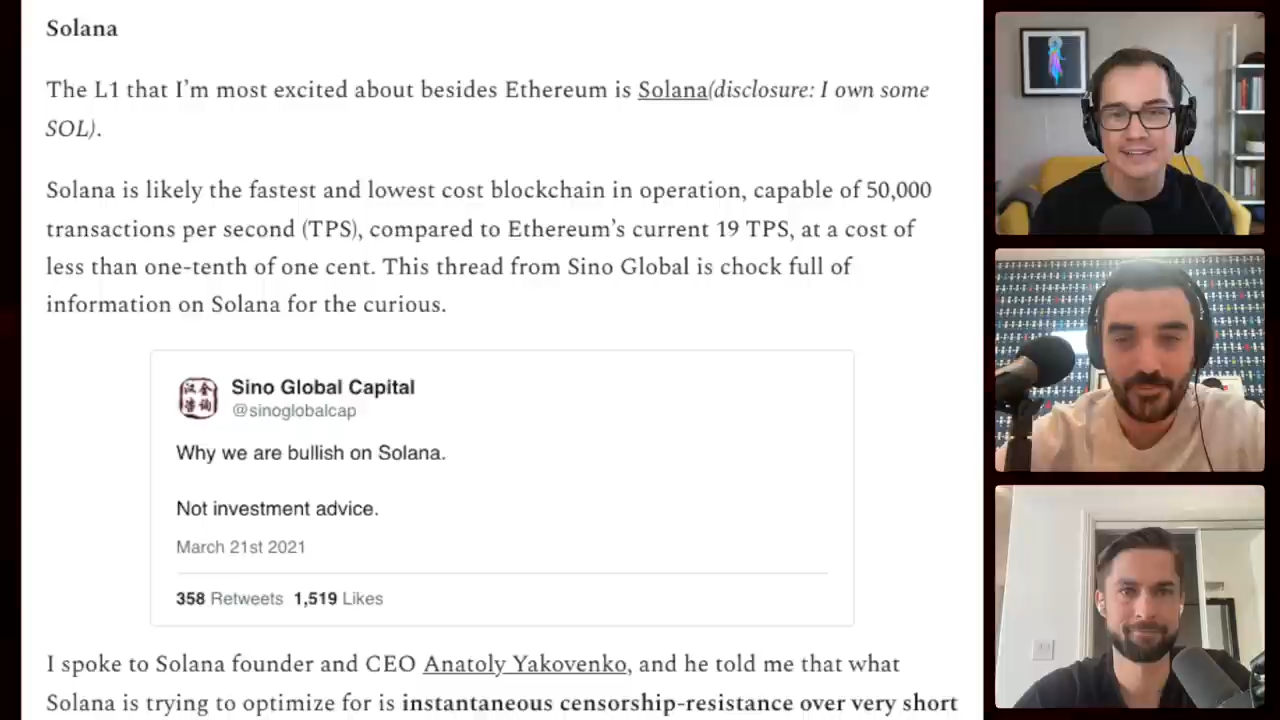 Solana
The L1 that I'm most excited about besides Ethereum is Solana(disclosure: I own some
SOL).
Solana is likely the fastest and lowest cost blockchain in operation, capable of 50,000
transactions per second (TPS), compared to Ethereum's current 19 TPS, at a cost of
less than one-tenth of one cent. This thread from Sino Global is chock full of
information on Solana for the curious.
汉全
咨询
Sino Global Capital
@sinoglobalcap
Why we are bullish on Solana.
Not investment advice.
March 21st 2021
358 Retweets 1,519 Likes
I spoke to Solana founder and CEO Anatoly Yakovenko, and he told me that what
Solana is trying to optimize for is instantaneous censorship-resistance over very short